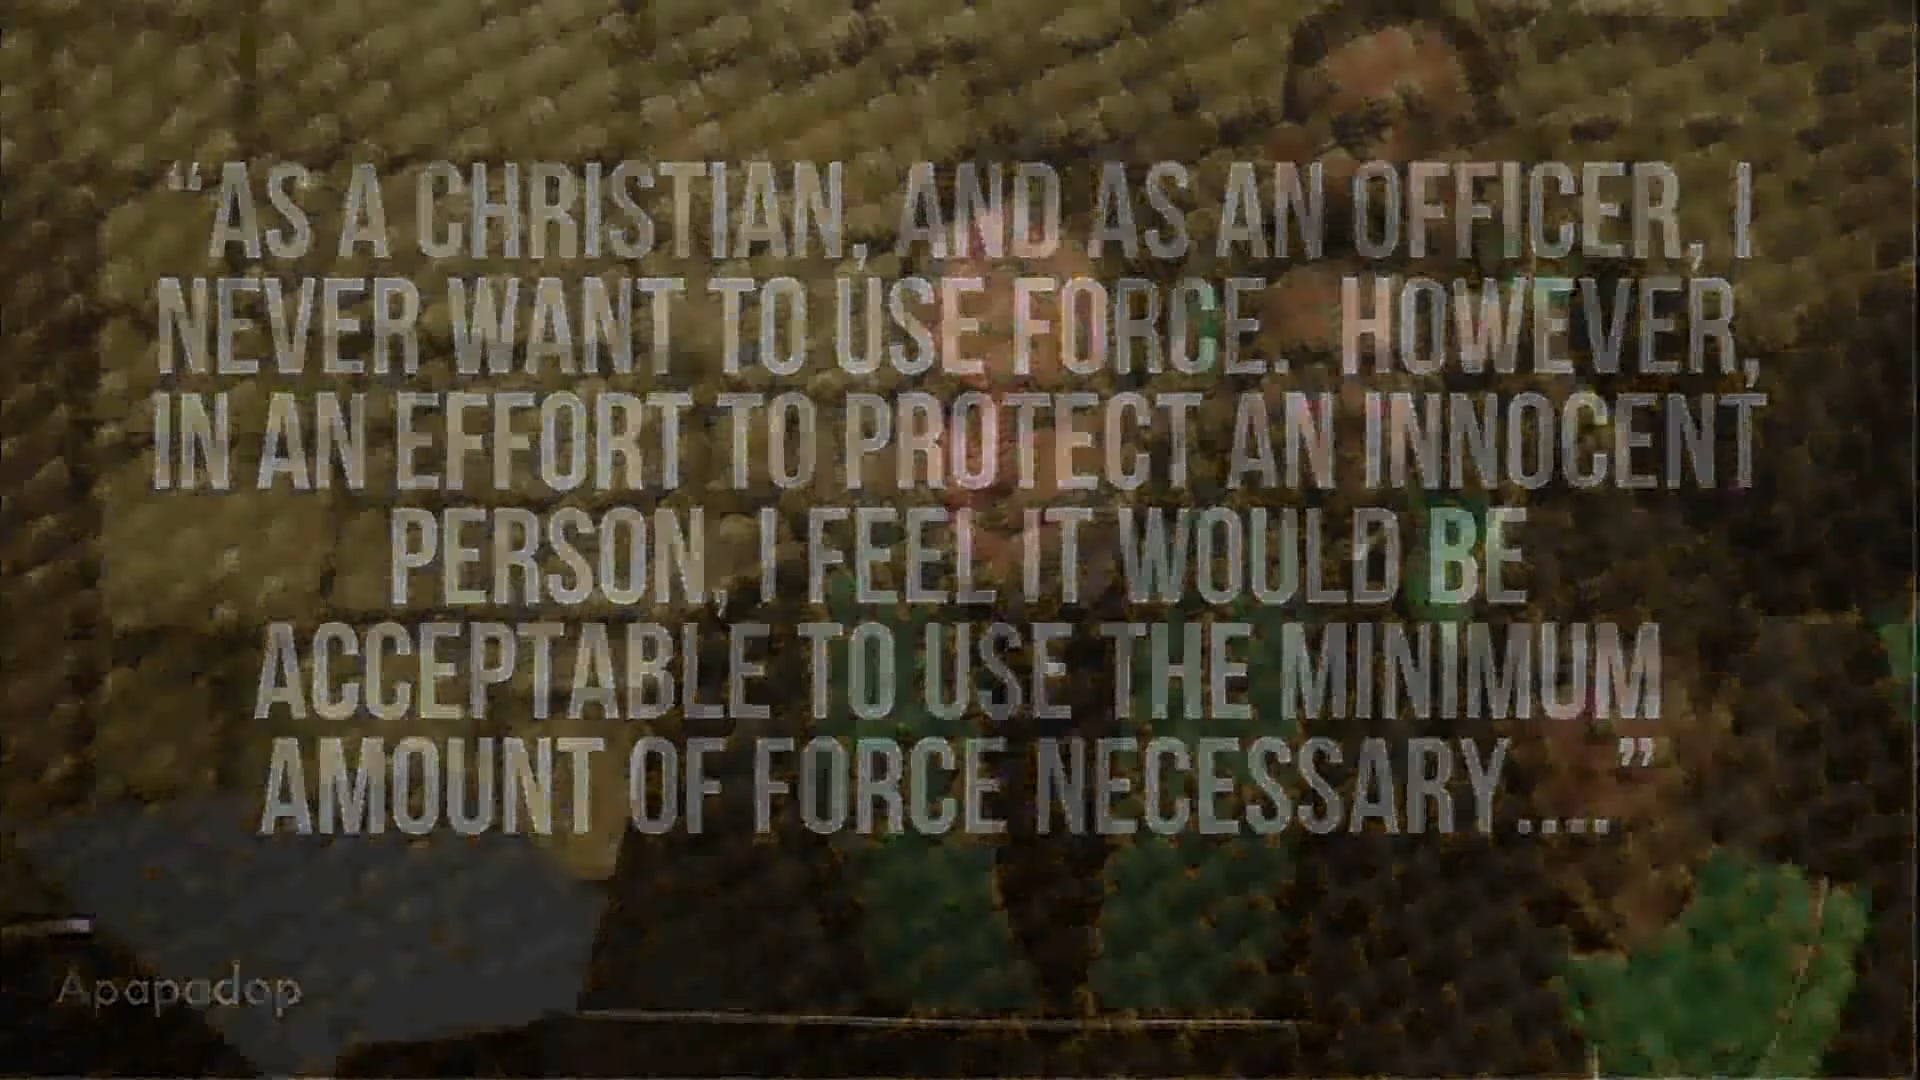 “AS A CHRISTIAN, AND AS AN OFFICER, I
NEVER WANT TO USE FORCE. HOWEVER,
IN AN EFFORT TO PROTECT AN INNOCENT
PERSON, I FEEL IT WOULD BE
ACCEPTABLE TO USE THE MINIMUM
AMOUNT OF FORCE NECESSARY.... ”
Apapadop